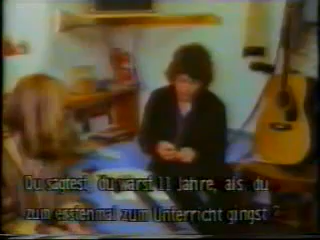 Du sagtest, du warst 11 Jahre, als du
zum erstenmal zum Unterricht gingst?